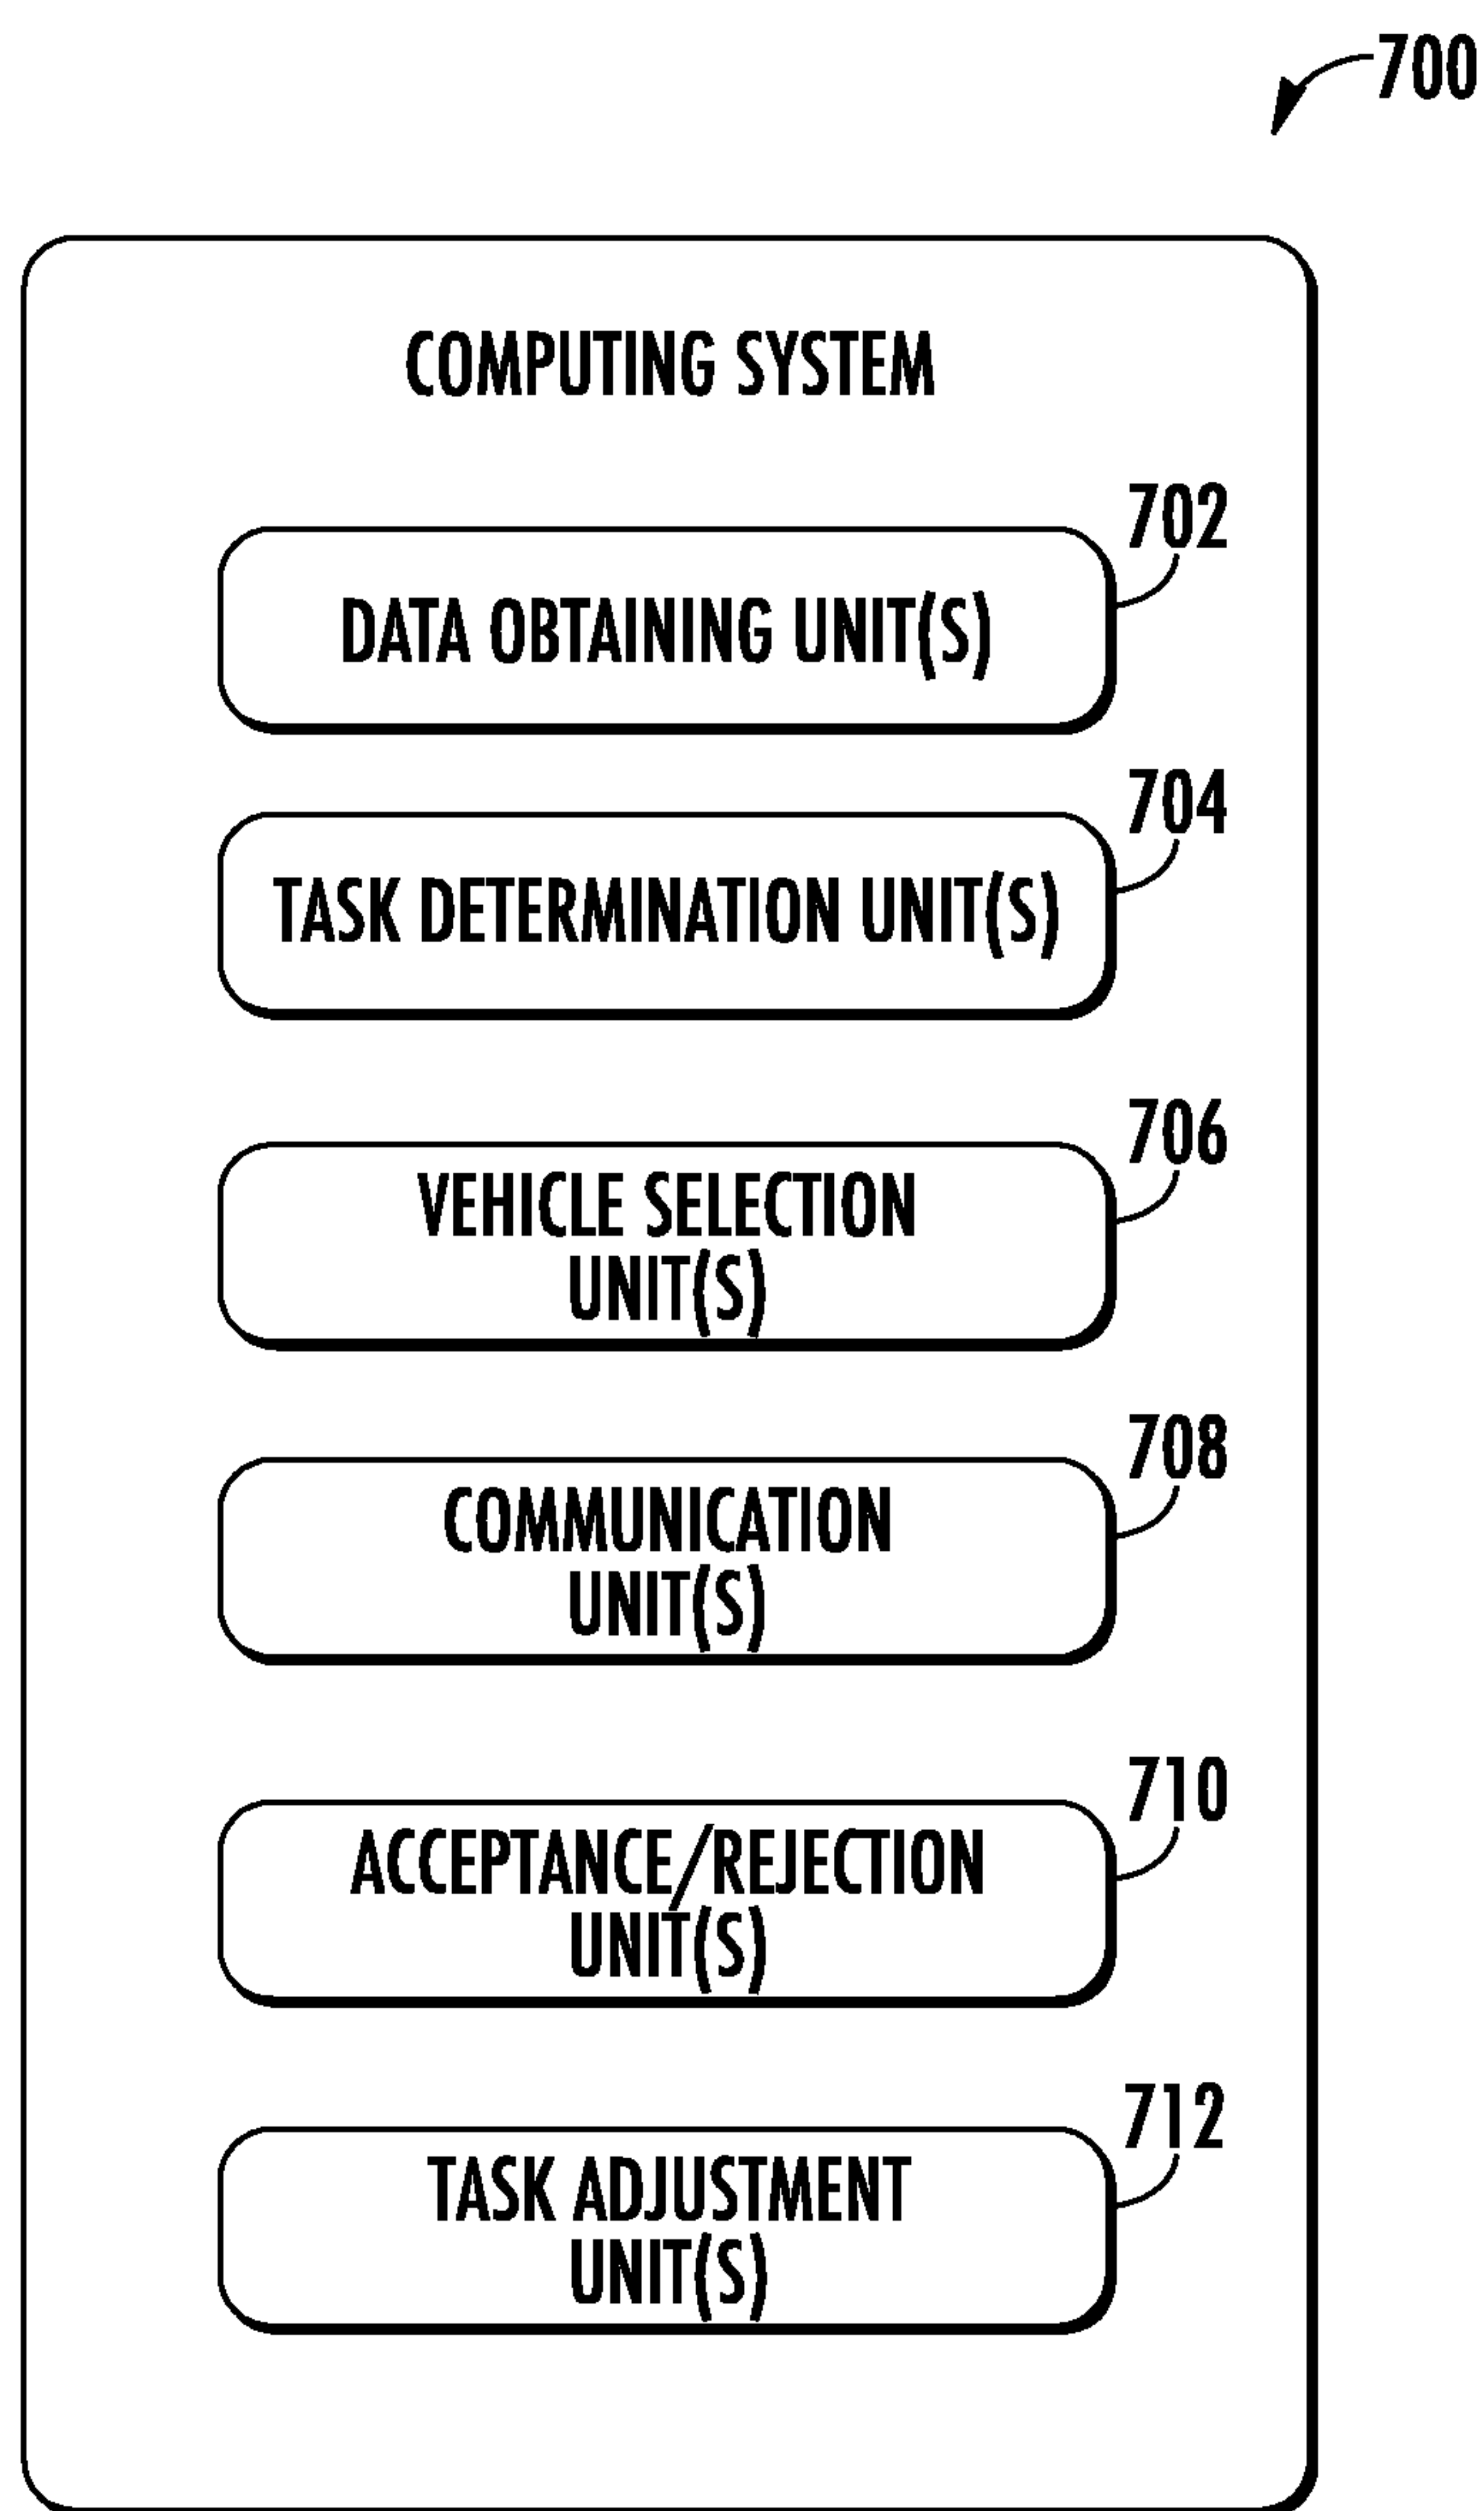 700
COMPUTING SYSTEM
702
DATA OBTAINING UNIT(S)
704
TASK DETERMINATION UNIT(S)
706
VEHICLE SELECTION
UNIT(S)
708
COMMUNICATION
UNIT(S)
710
ACCEPTANCE/REJECTION
UNIT(S)
712
TASK ADJUSTMENT
UNIT(S)